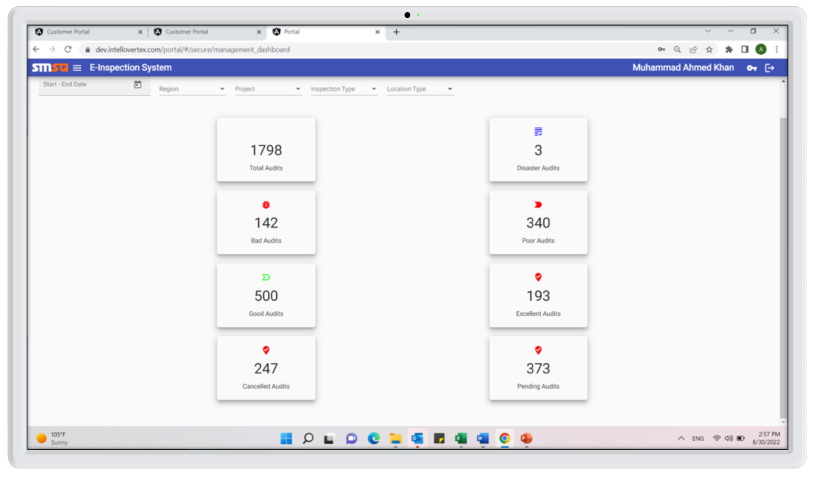 Customer Portal
Customer Portal
Portal
dev.intellovertex.com/portal/#/secure/management_dashboard
smsa E-Inspection System
Muhammad Ahmed Khan
Start - End Date
Region
Project
Inspection Type
Location Type
1798
Total Audits
3
Disaster Audits
142
Bad Audits
340
Poor Audits
500
Good Audits
193
Excellent Audits
247
Cancelled Audits
373
Pending Audits
105°F
Sunny
ENG
2:57 PM
8/30/2022